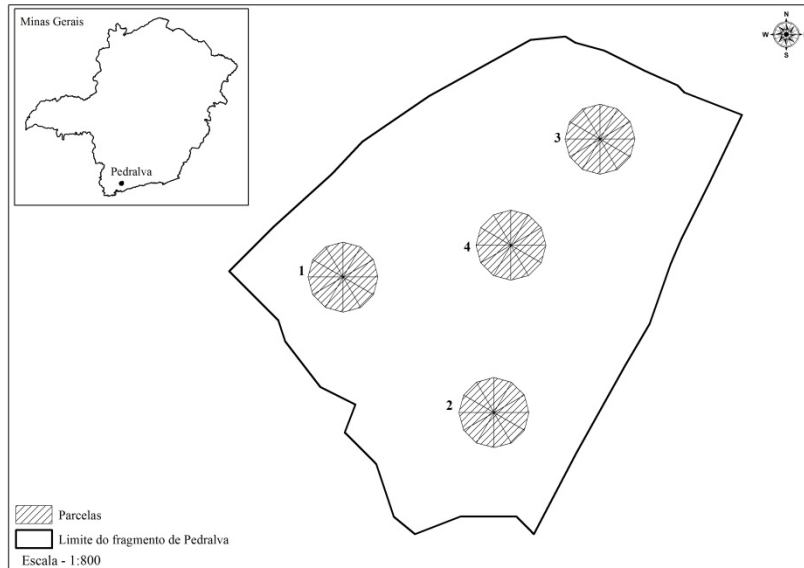 Minas Gerais
Pedralva
N
W
S
3
4
1
2
Parcelas
Limite do fragmento de Pedralva
Escala - 1:800